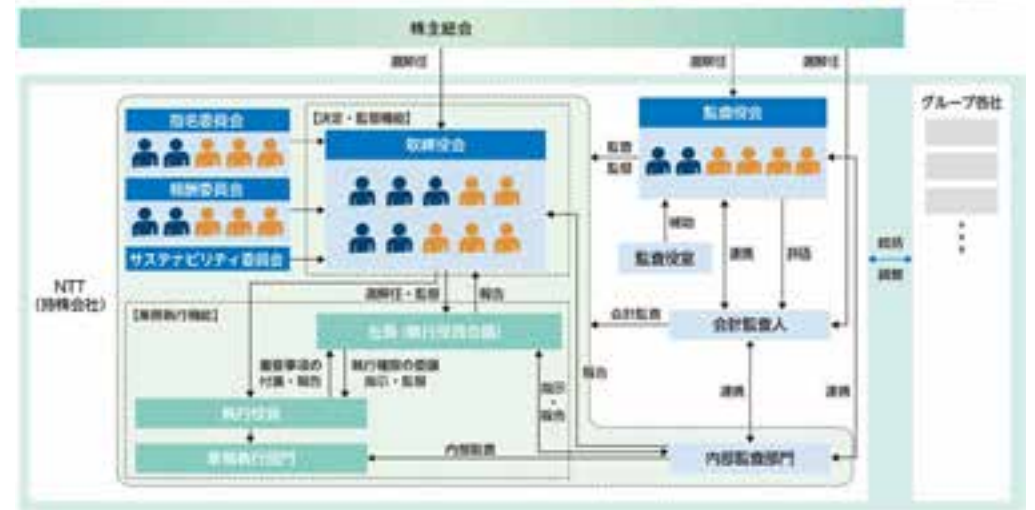 株主総会
選解任
選解任
選解任
グループ各社
監査役会
指名委員会
【決定・監督機能】
取締役会
監査
監督
報酬委員会
補助
監査役室
連携
評価
統括
調整
サステナビリティ委員会
NTT
(持株会社)
選解任・監督
報告
【業務執行機能】
社長(執行役員会議)
会計監査
会計監査人
重要事項の
付議・報告
執行権限の委譲
指示・監督
指示
・
報告
報告
連携
連携
執行役員
業務執行部門
内部監査
内部監査部門